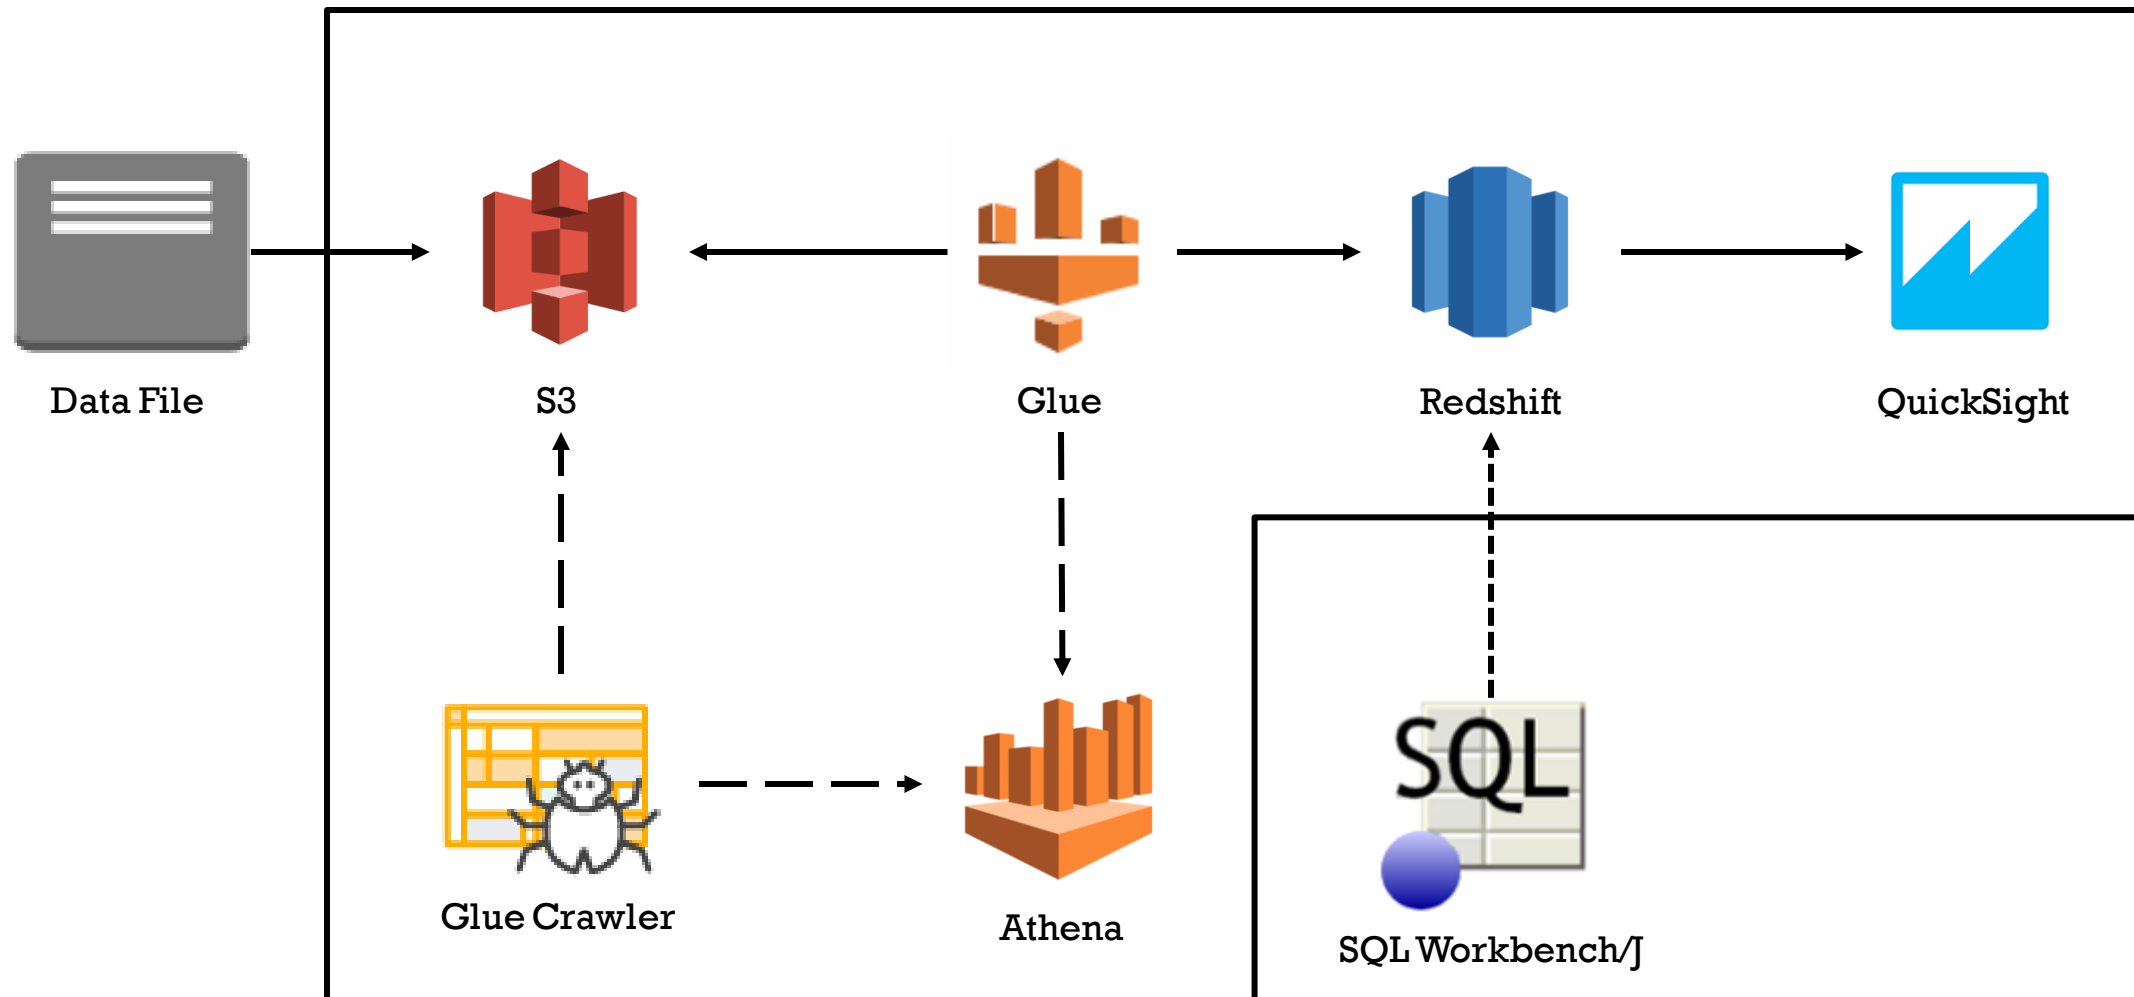 Data File
S3
Glue
Redshift
QuickSight
SQL
Glue Crawler
Athena
SQL Workbench/J